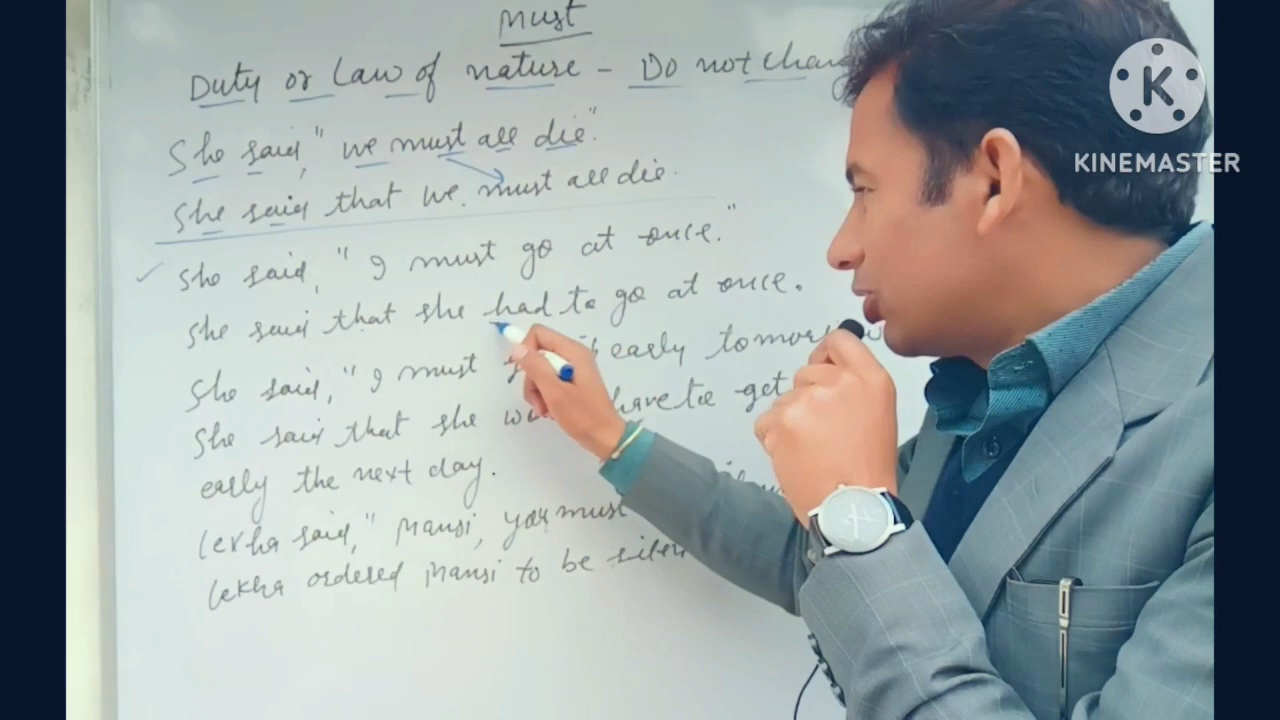 Must
Duty or Law of nature - Do not chang
She said, "we must all die."
She said that we must all die.
She said, "I must go at once."
She said that she had to go at once.
She said, "I must early tomorrow
She said that she have to get
early the next day.
Lekha said, "Mansi, you must
Lekha ordered Mansi to be silen
K
KINEMASTER